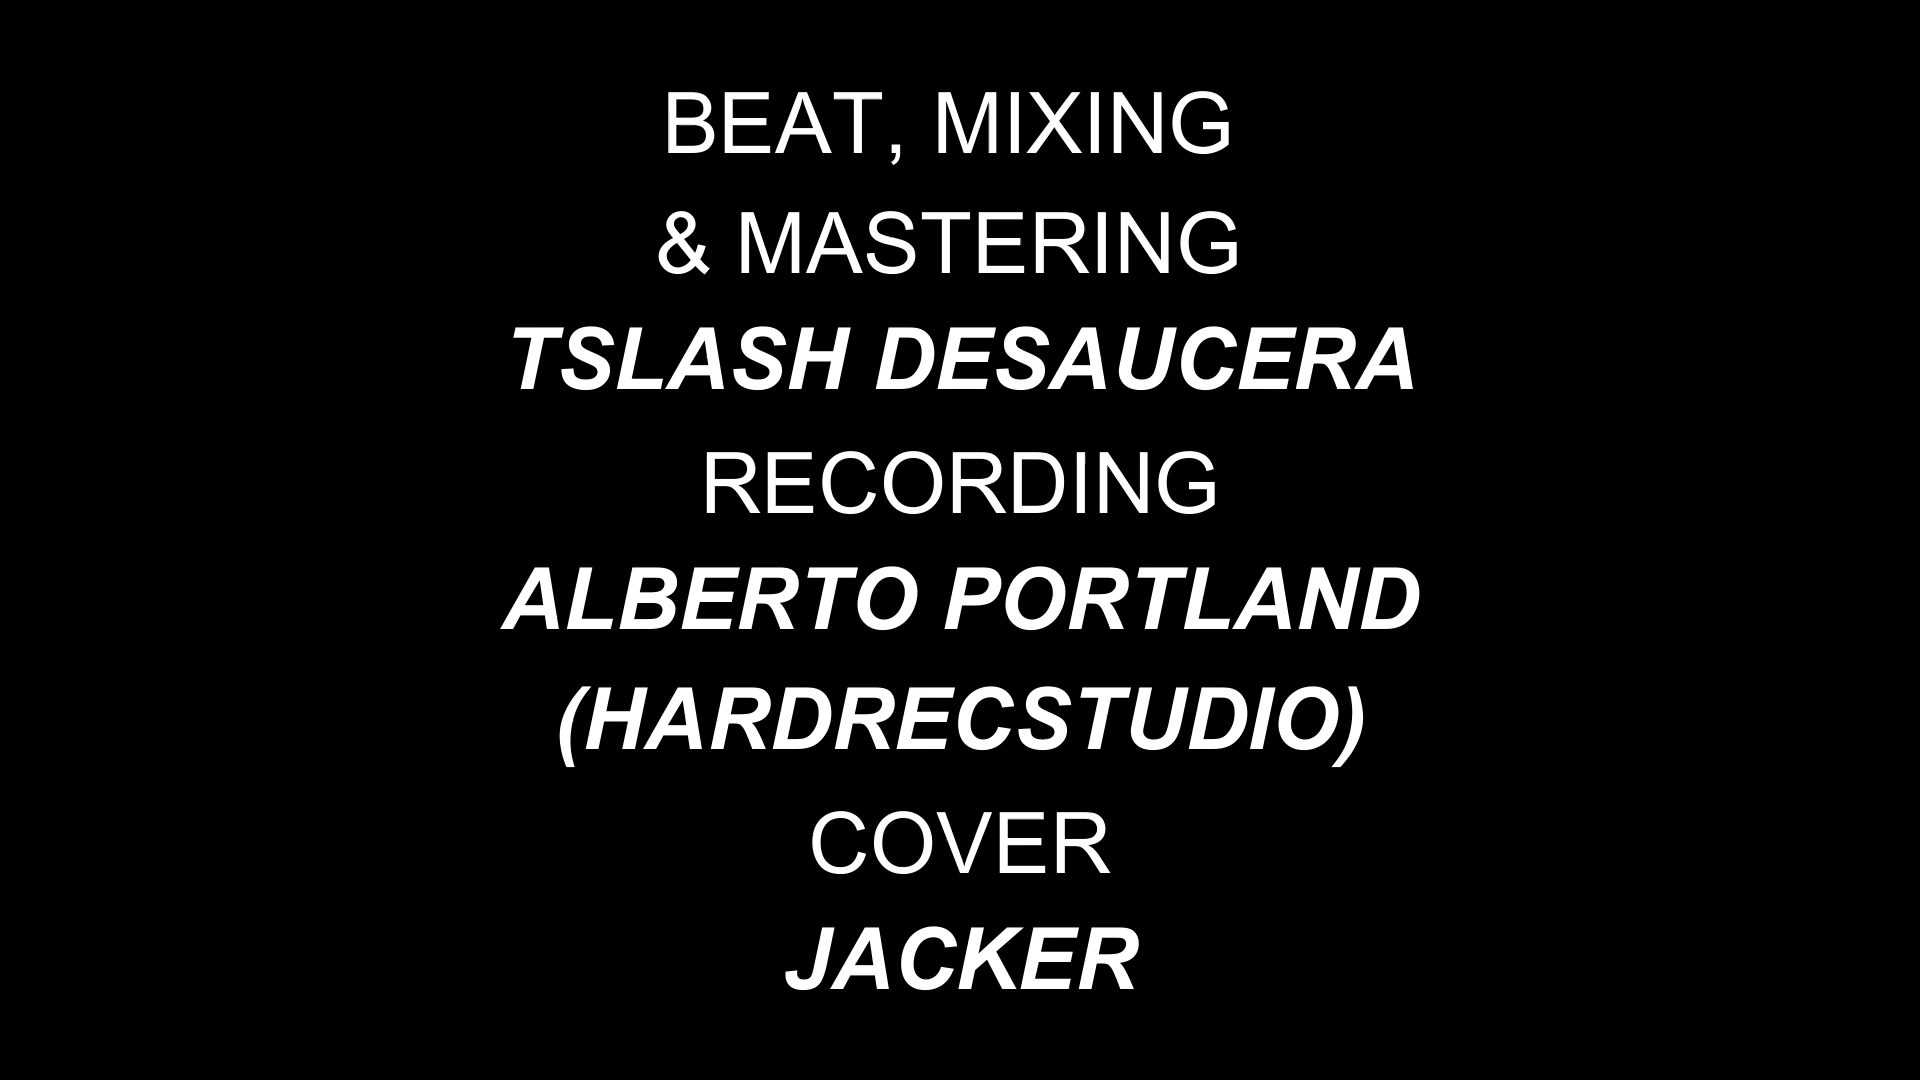 BEAT, MIXING
& MASTERING
TSLASH DESAUCERA
RECORDING
ALBERTO PORTLAND
(HARDRECSTUDIO)
COVER
JACKER